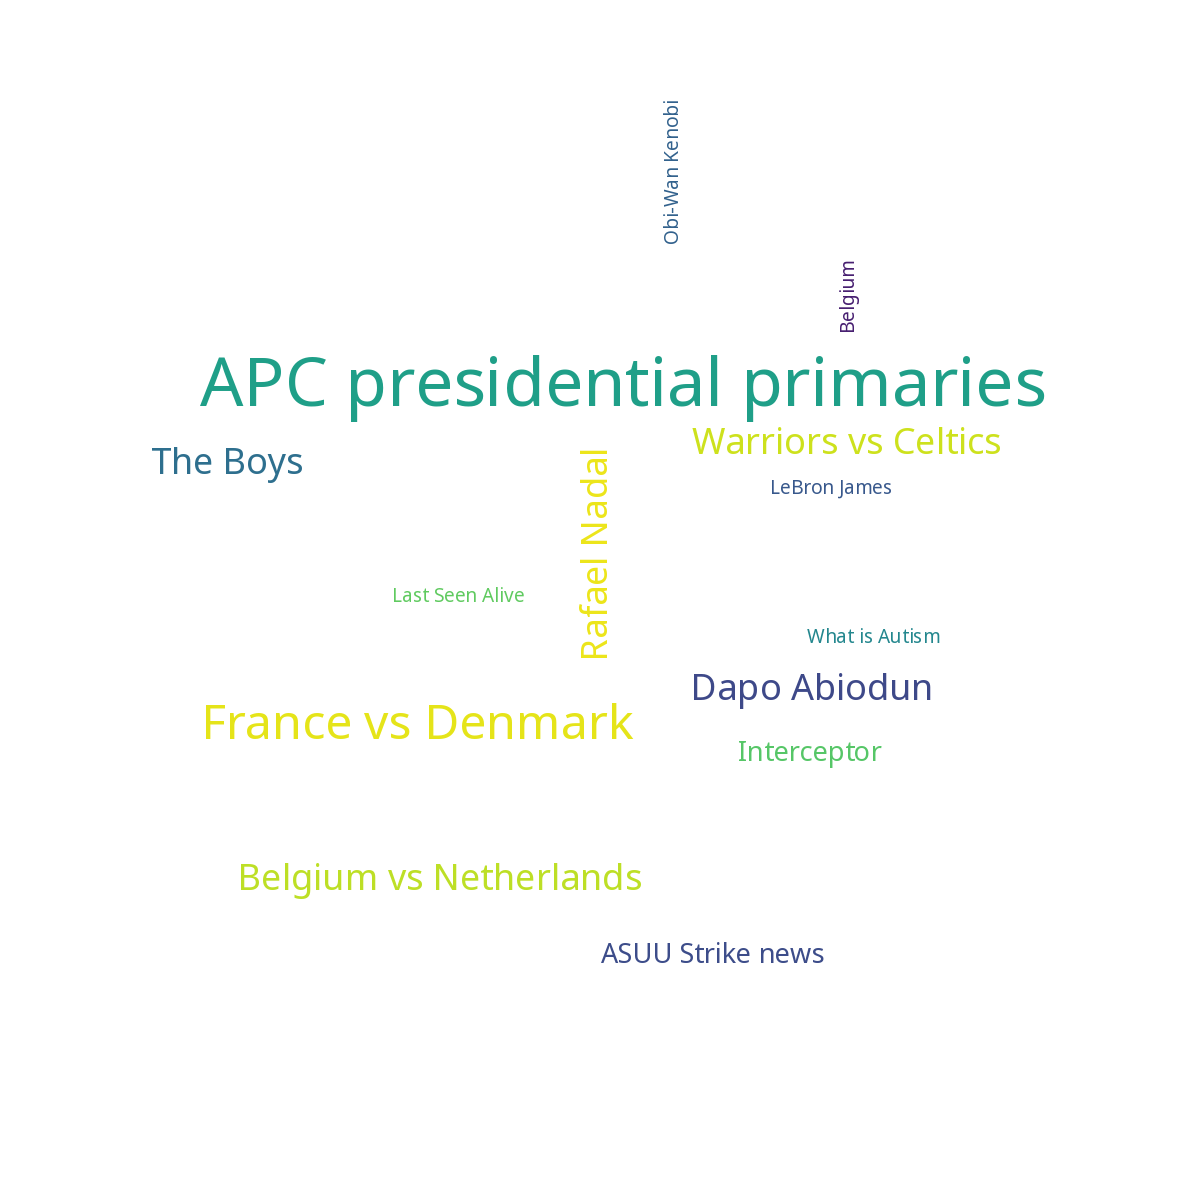 Obi-Wan Kenobi
Belgium
APC presidential primaries
Warriors vs Celtics
The Boys
LeBron James
Rafael Nadal
Last Seen Alive
What is Autism
Dapo Abiodun
France vs Denmark
Interceptor
Belgium vs Netherlands
ASUU Strike news